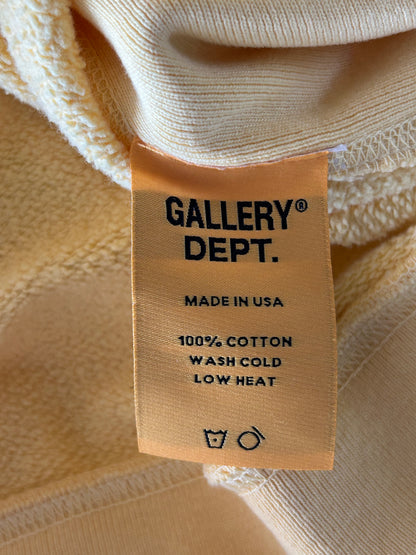 GALLERY®
DEPT.
MADE IN USA
100% COTTON
WASH COLD
LOW HEAT